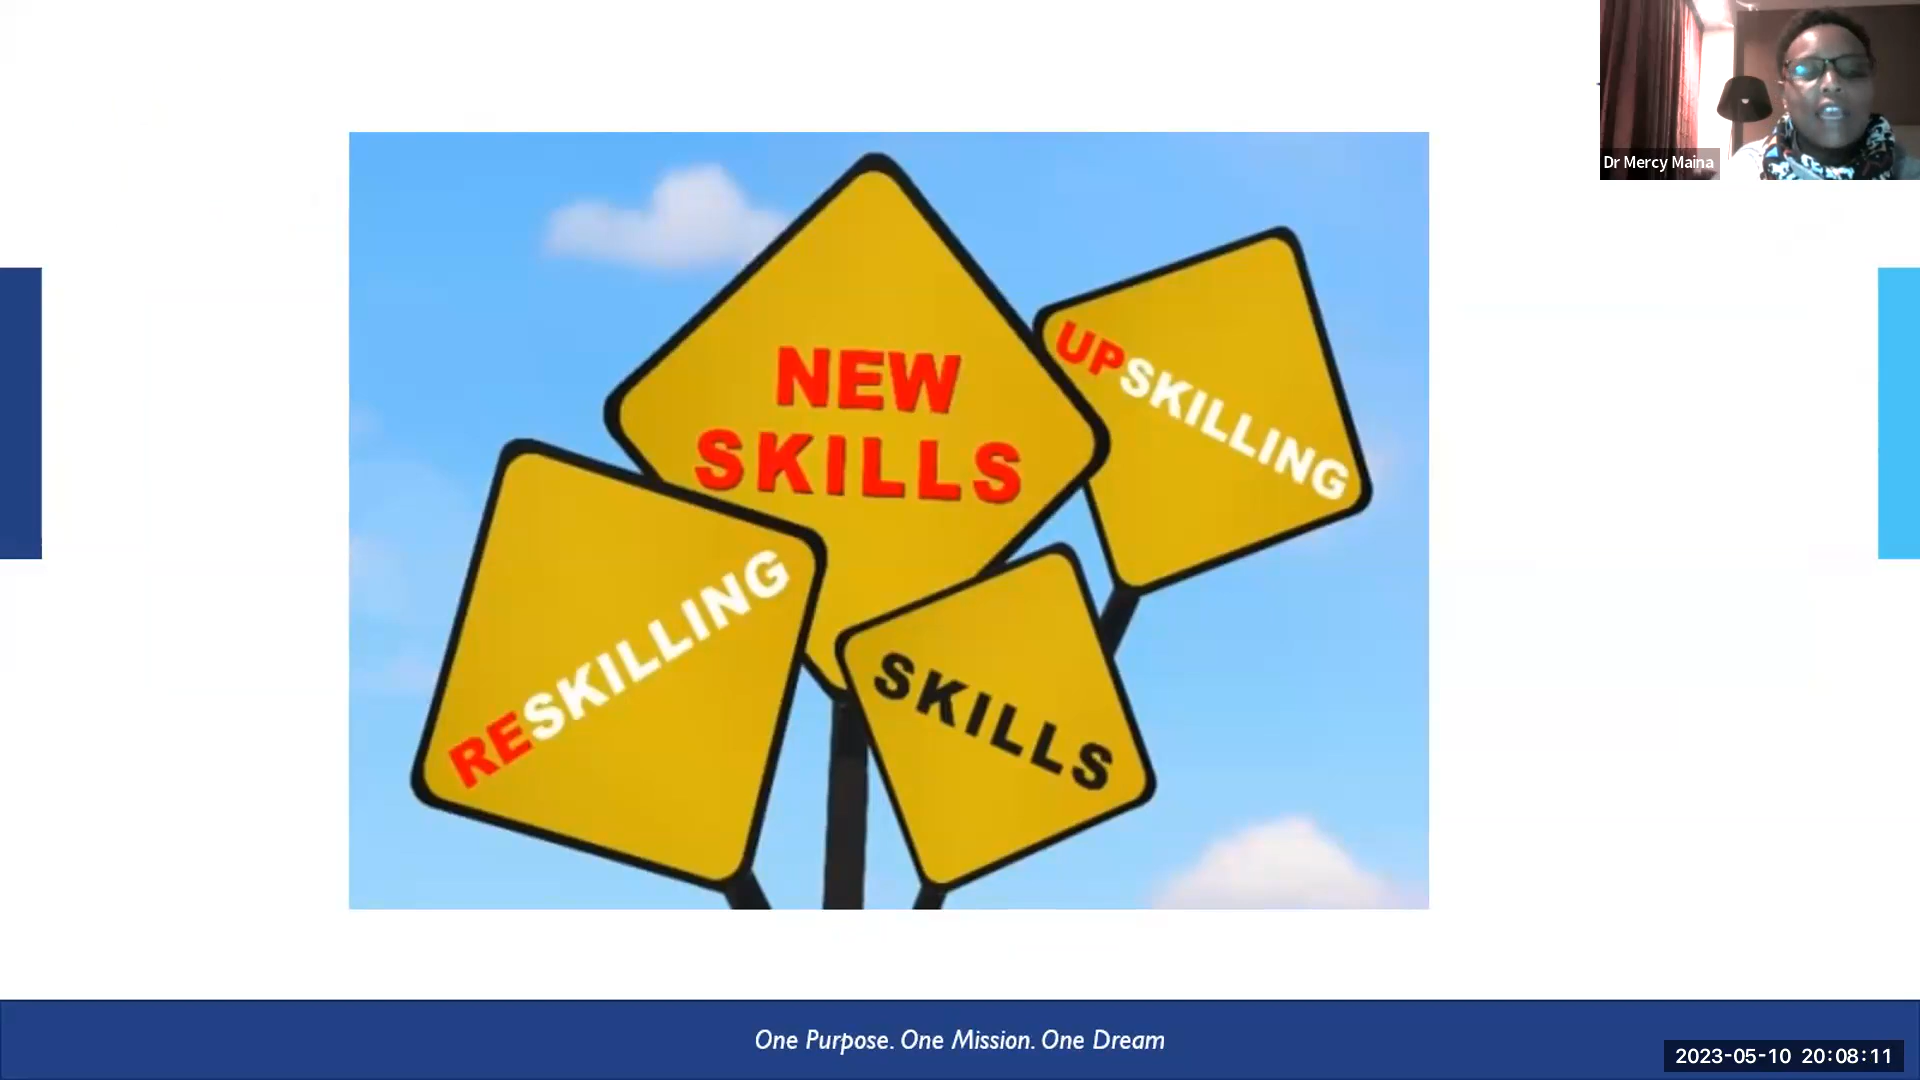 Dr Mercy Maina
NEW
SKILLS
UPSKILLING
RESKILLING
SKILLS
One Purpose. One Mission. One Dream
2023-05-10 20:08:11